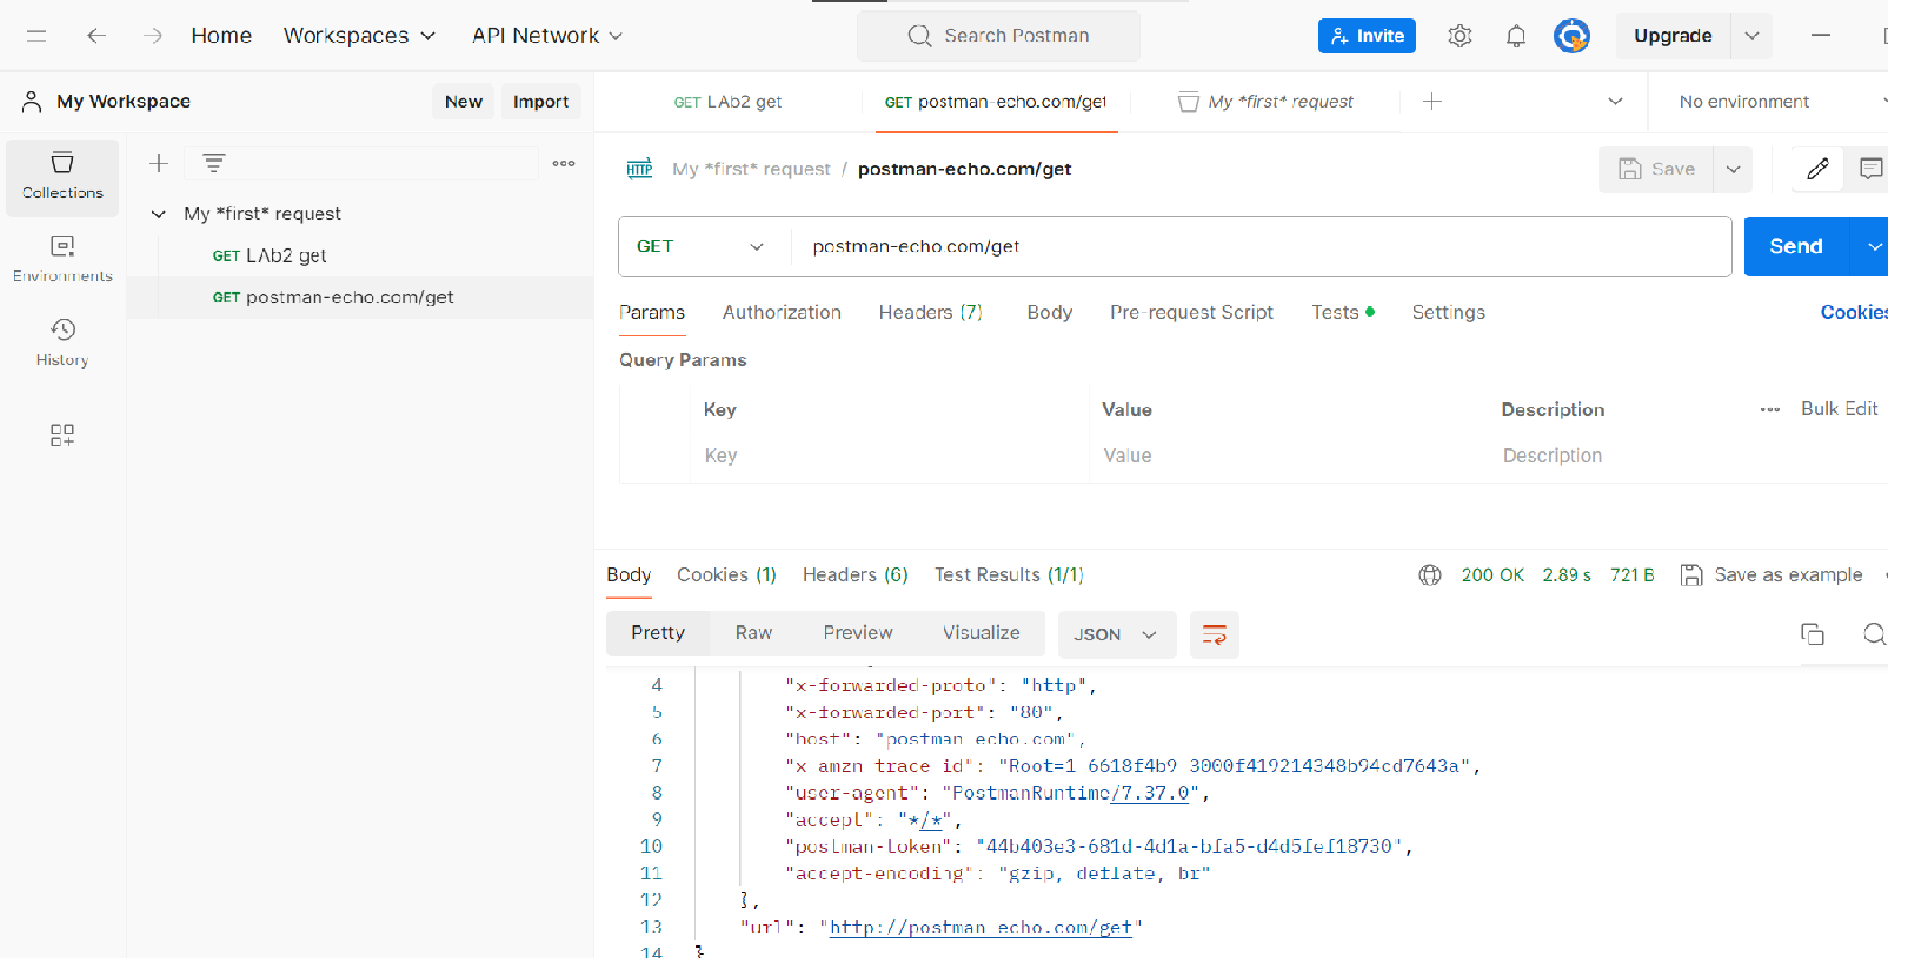 Home Workspaces API Network Search Postman Invite Upgrade
My Workspace New Import GET LAb2 get GET postman-echo.com/get My *first* request No environment
Collections
Environments
History
My *first* request
GET LAb2 get
GET postman-echo.com/get
HTTP My *first* request / postman-echo.com/get Save
GET postman-echo.com/get Send
Params Authorization Headers (7) Body Pre-request Script Tests Settings Cookies
Query Params
Key Value Description Bulk Edit
Key Value Description
Body Cookies (1) Headers (6) Test Results (1/1) 200 OK 2.89 s 721 B Save as example
Pretty Raw Preview Visualize JSON
4 "x-forwarded-proto": "http",
5 "x-forwarded-port": "80",
6 "host": "postman-echo.com",
7 "x-amzn-trace-id": "Root=1-6618f4b9-3000f419214348b94cd7643a",
8 "user-agent": "PostmanRuntime/7.37.0",
9 "accept": "*/*",
10 "postman-token": "44b403e3-681d-4d1a-bfa5-d4d5fef18730",
11 "accept-encoding": "gzip, deflate, br"
12 },
13 "url": "http://postman-echo.com/get"
14 }